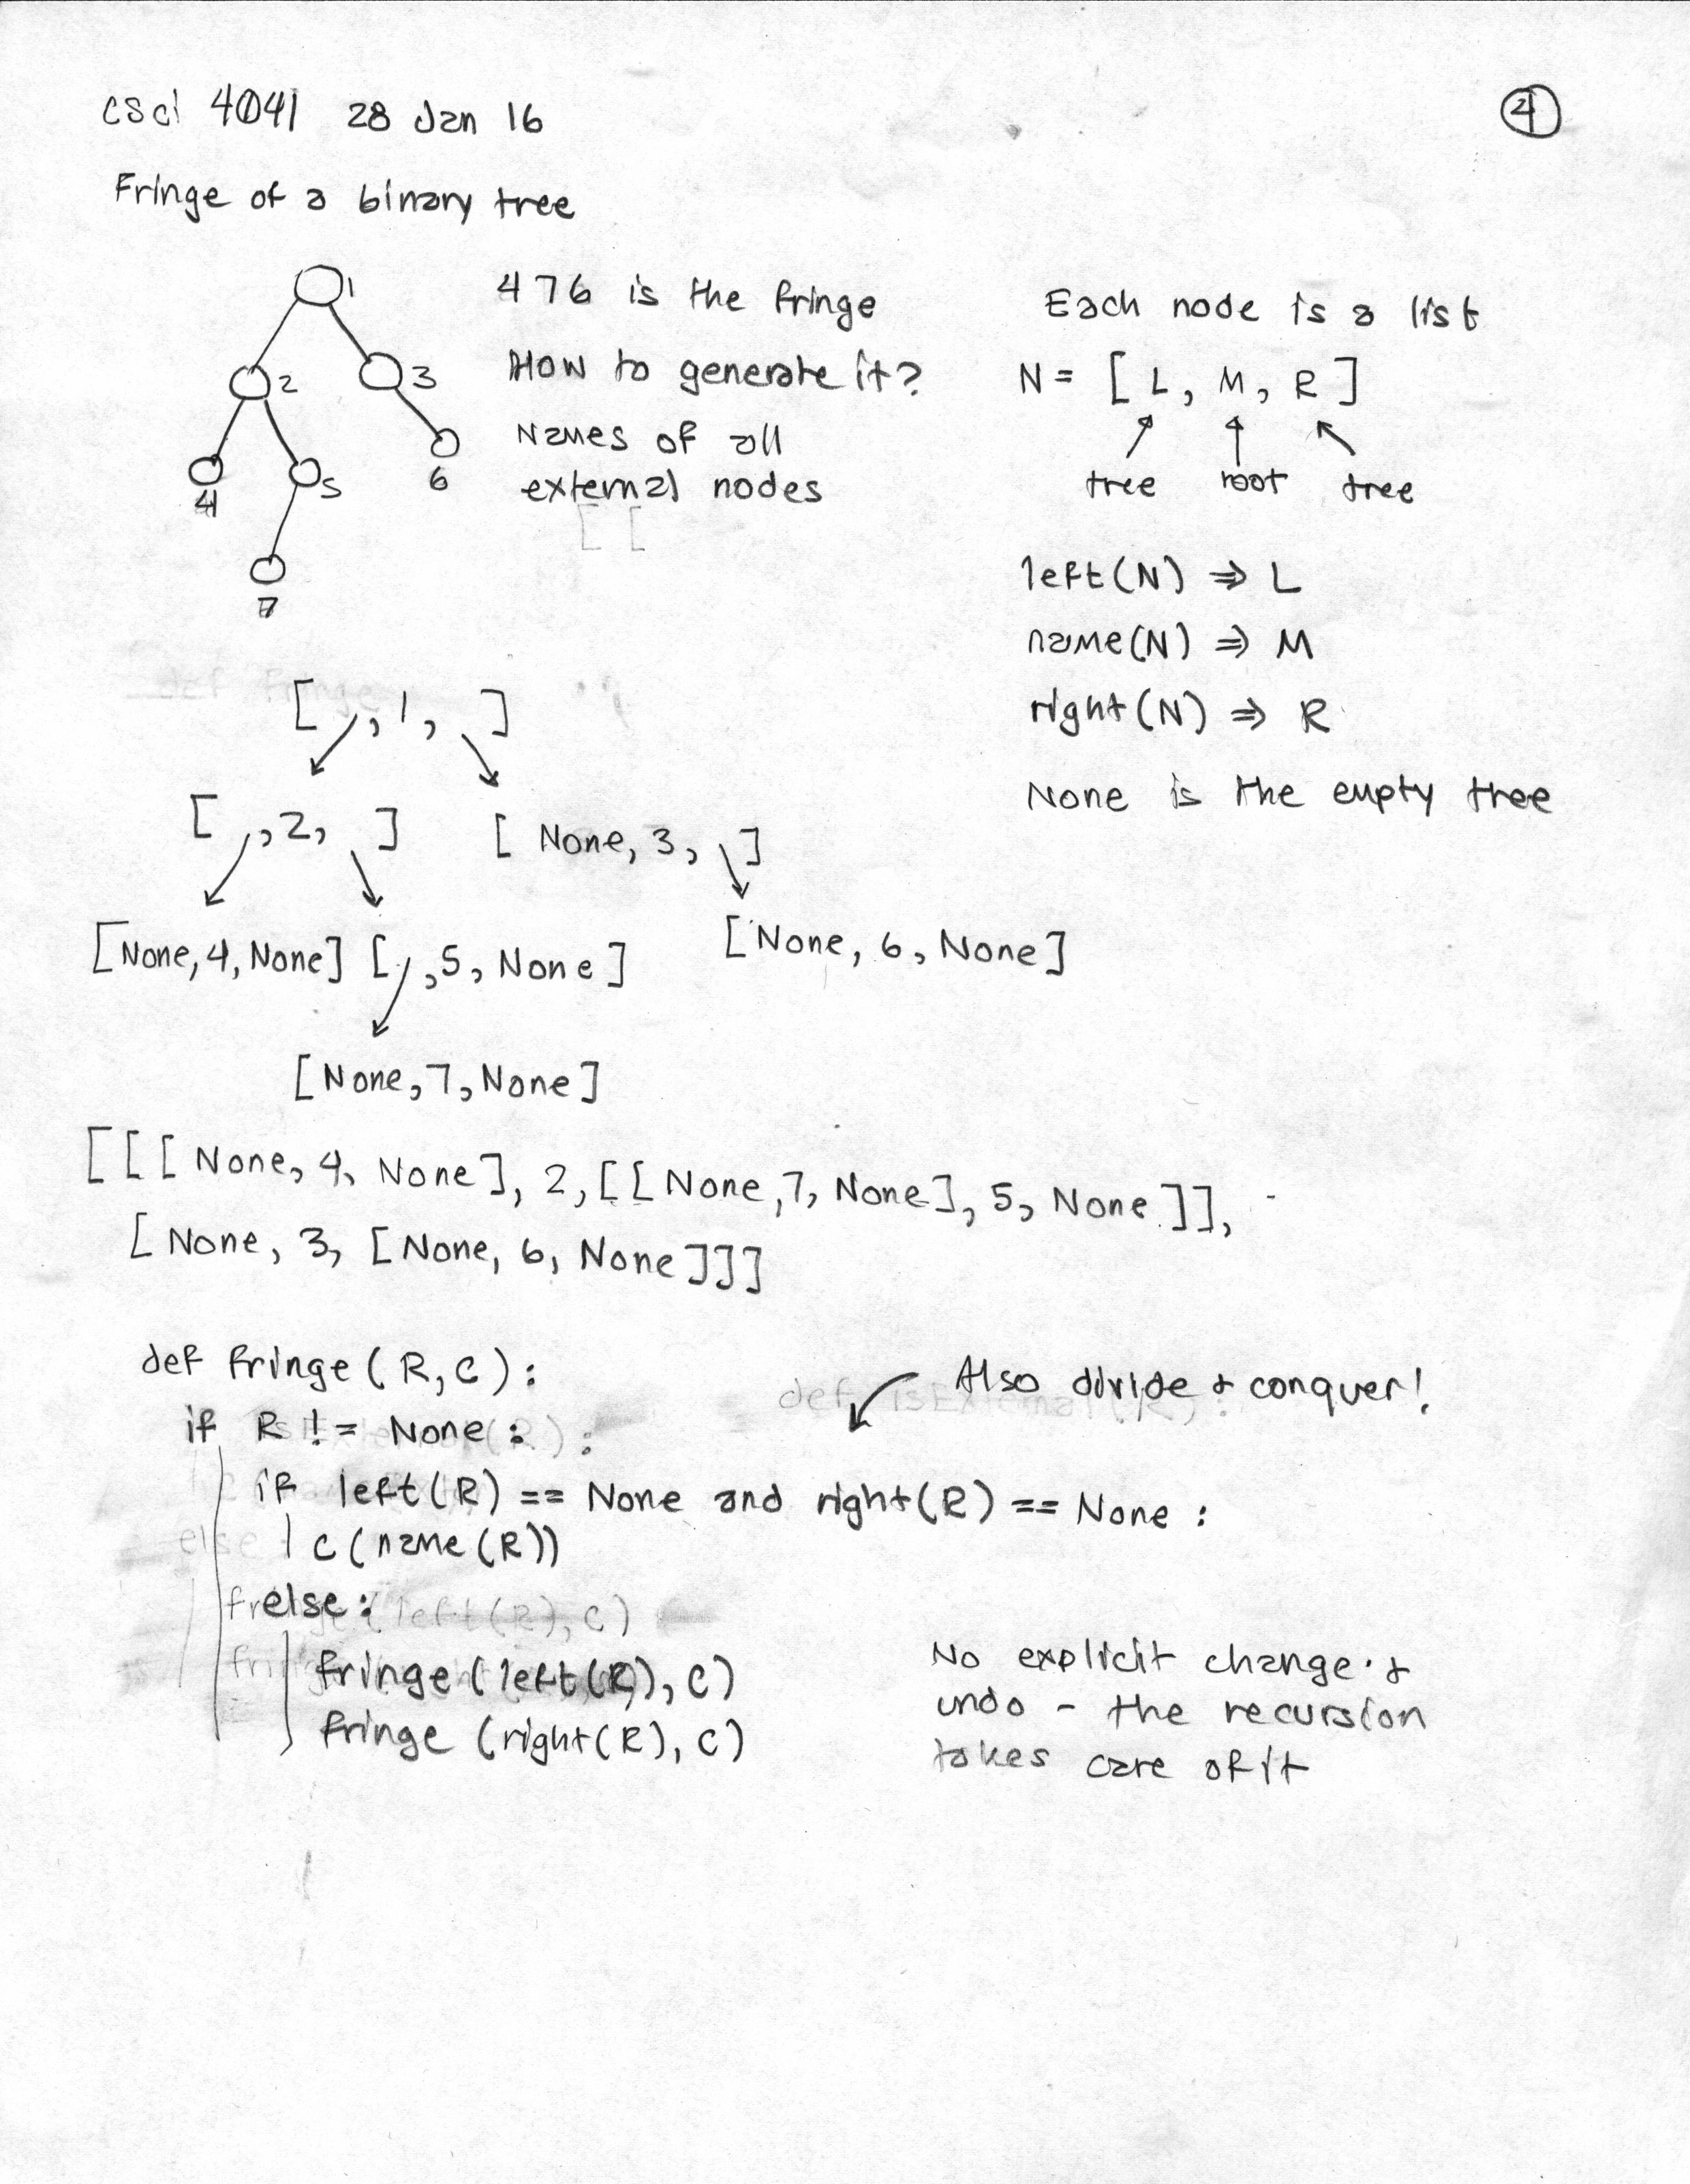 csci 4041 28 Jan 16
4
Fringe of a binary tree
1
2
3
4
5
6
7
476 is the fringe
How to generate it?
Names of all
external nodes
[ [
Each node is a list
N = [ L, M, R ]
tree root tree
left(N) ⇒ L
name(N) ⇒ M
right(N) ⇒ R
None is the empty tree
[ , 1, ]
[ , 2, ] [ None, 3, ]
[None, 4, None] [ , 5, None ] [None, 6, None]
[None, 7, None]
[ [ [ None, 4, None ], 2, [ [ None, 7, None ], 5, None ] ],
[ None, 3, [ None, 6, None ] ] ]
def fringe ( R, C ) :
Also divide & conquer!
def isExternal (R) :
if R != None :
if left(R) == None and right(R) == None :
else
C ( name (R))
else :
(left(R), C)
fringe ( left(R), C)
fringe (right(R), C)
No explicit change &
undo - the recursion
takes care of it